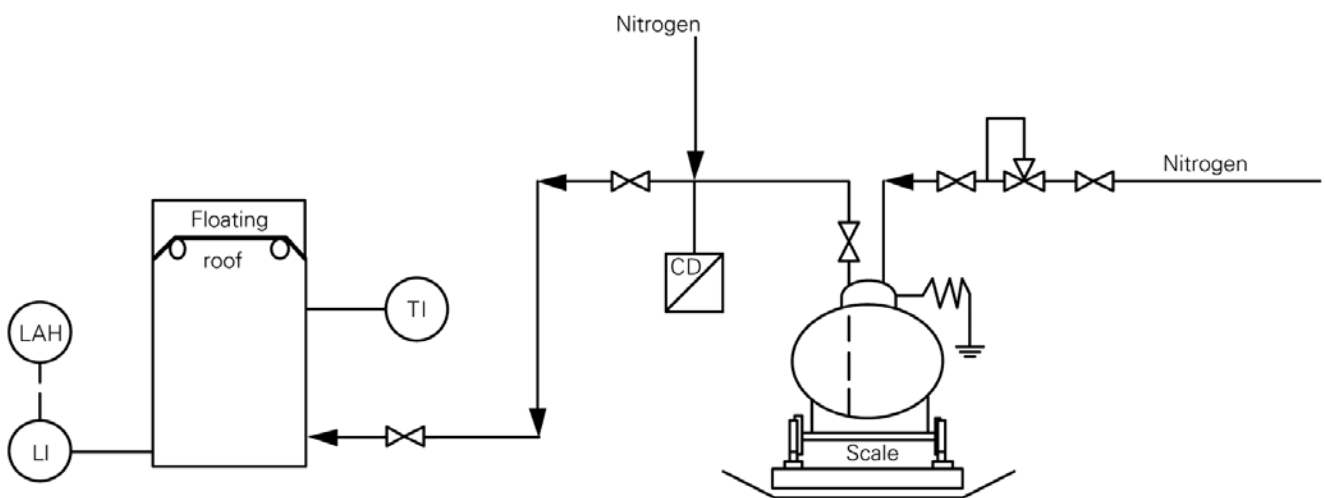 Nitrogen
Nitrogen
Floating
roof
CD
TI
LAH
LI
Scale